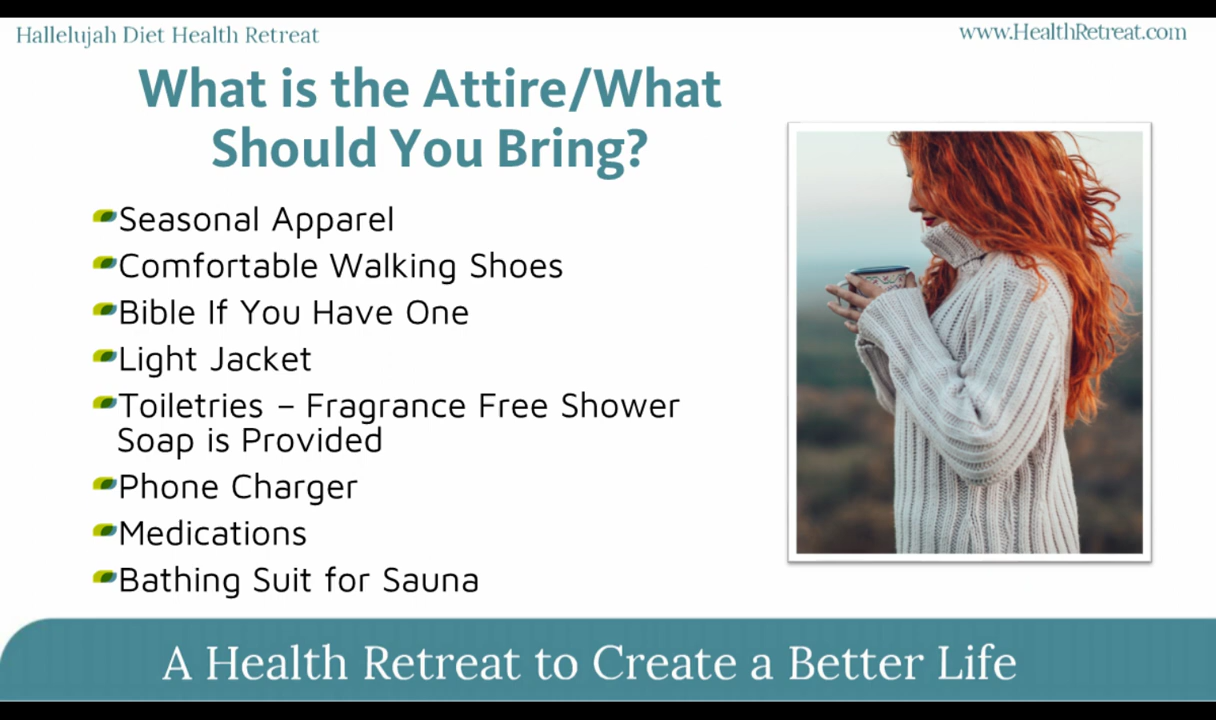 Hallelujah Diet Health Retreat
www.HealthRetreat.com
What is the Attire/What
Should You Bring?
Seasonal Apparel
Comfortable Walking Shoes
Bible If You Have One
Light Jacket
Toiletries – Fragrance Free Shower
Soap is Provided
Phone Charger
Medications
Bathing Suit for Sauna
A Health Retreat to Create a Better Life